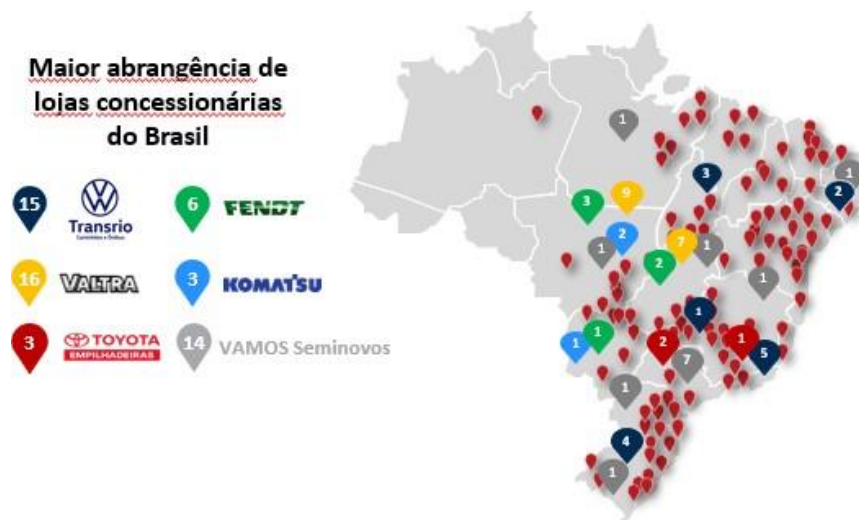 Maior abrangência de
lojas concessionárias
do Brasil
15
Transrio
Caminhões e Ônibus
6
FENDT
16
VALTRA
3
KOMATSU
3
TOYOTA
EMPILHADEIRAS
14
VAMOS Seminovos
1
1
3
2
3
9
2
1
7
1
2
1
1
1
1
2
1
5
7
1
4
1